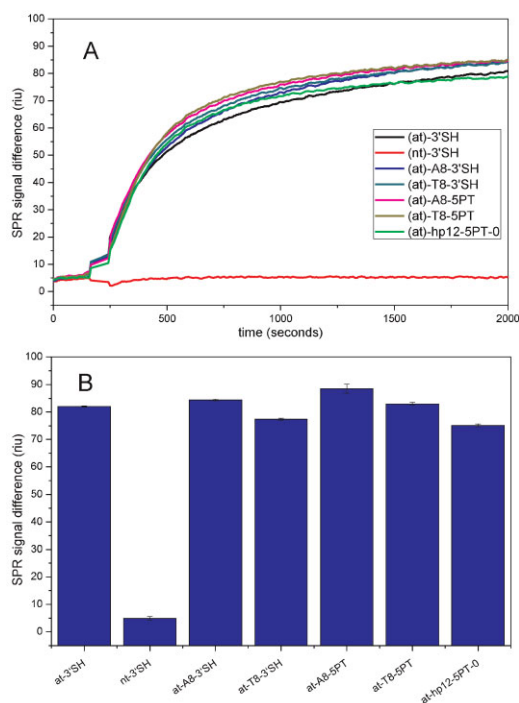 A
SPR signal difference (riu)
100
90
80
70
60
50
40
30
20
10
0
(at)-3'SH
(nt)-3'SH
(at)-A8-3'SH
(at)-T8-3'SH
(at)-A8-5PT
(at)-T8-5PT
(at)-hp12-5PT-0
0
500
1000
1500
2000
time (seconds)
B
SPR signal difference (riu)
100
90
80
70
60
50
40
30
20
10
0
at-3'SH
nt-3'SH
at-A8-3'SH
at-T8-3'SH
at-A8-5PT
at-T8-5PT
at-hp12-5PT-0